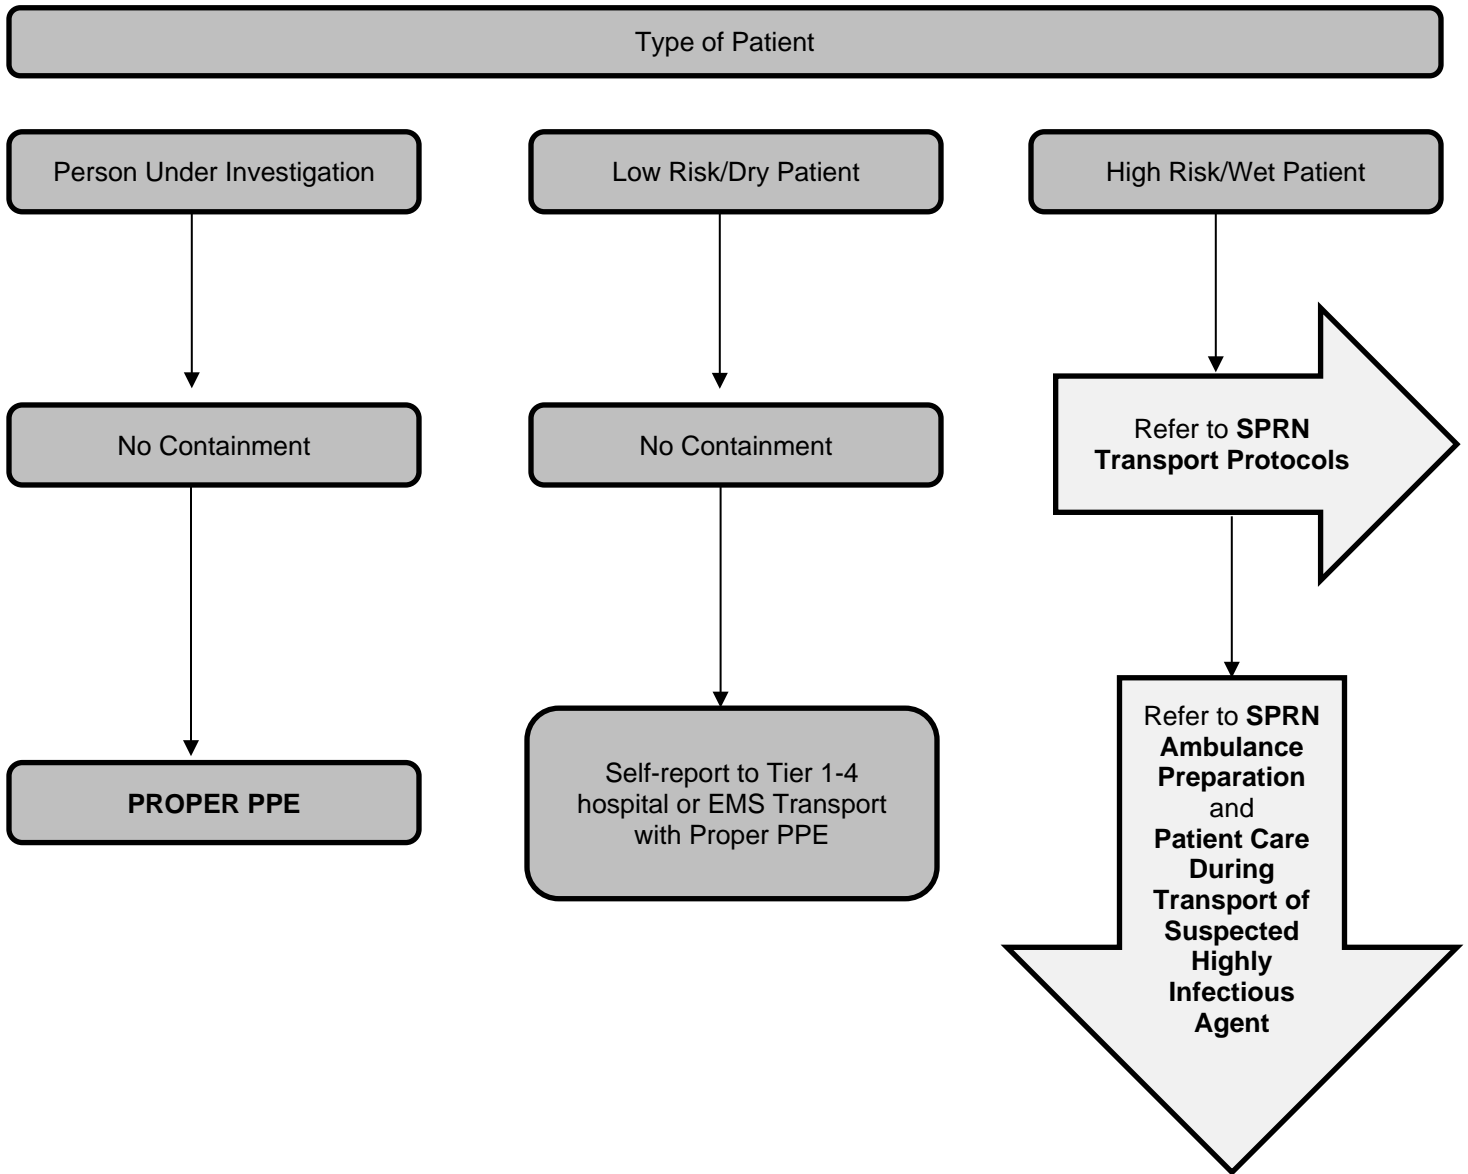 Type of Patient
Person Under Investigation
Low Risk/Dry Patient
High Risk/Wet Patient
No Containment
No Containment
Refer to SPRN
Transport Protocols
PROPER PPE
Self-report to Tier 1-4
hospital or EMS Transport
with Proper PPE
Refer to SPRN
Ambulance
Preparation
and
Patient Care
During
Transport of
Suspected
Highly
Infectious
Agent